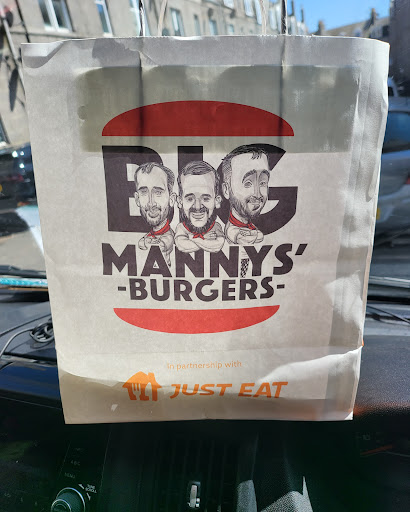 BIG
MANNYS'
-BURGERS-
In partnership with
JUST EAT